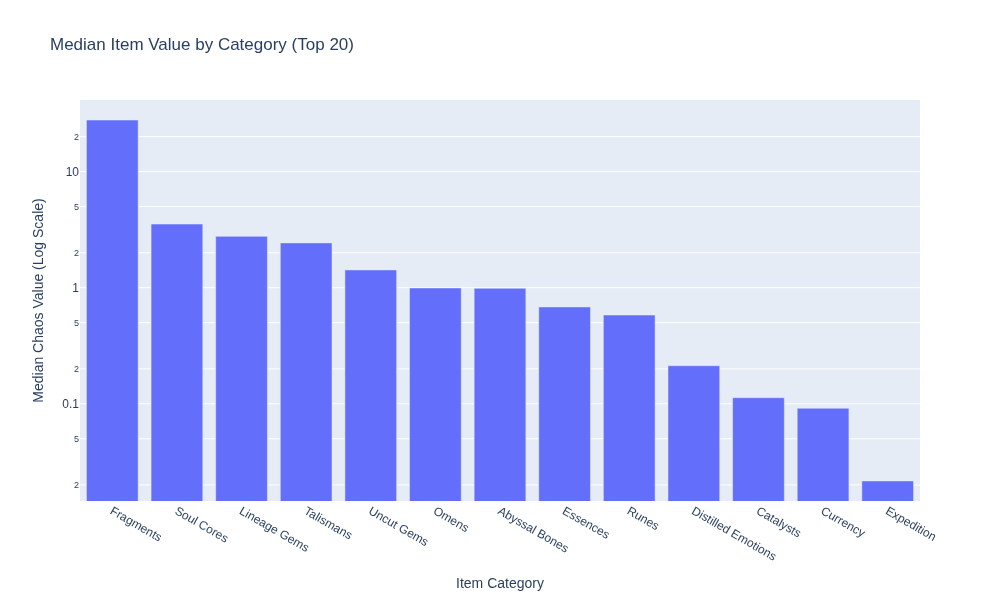 Median Item Value by Category (Top 20)
Median Chaos Value (Log Scale)
2
10
5
2
1
5
2
0.1
5
2
Fragments
Soul Cores
Lineage Gems
Talismans
Uncut Gems
Omens
Abyssal Bones
Essences
Runes
Distilled Emotions
Catalysts
Currency
Expedition
Item Category